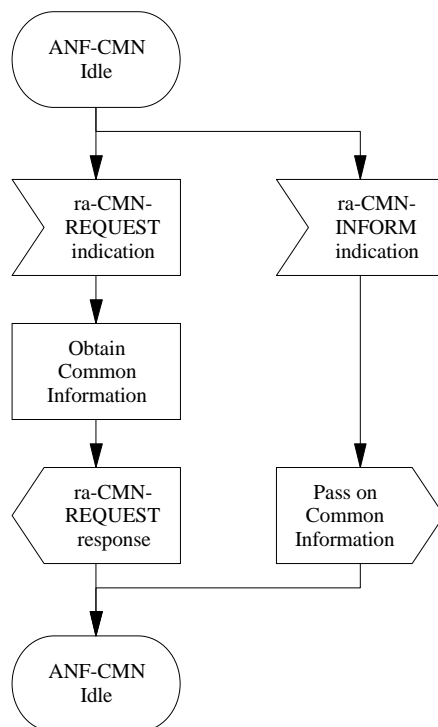 ANF-CMN
Idle
ra-CMN-
REQUEST
indication
ra-CMN-
INFORM
indication
Obtain
Common
Information
ra-CMN-
REQUEST
response
Pass on
Common
Information
ANF-CMN
Idle